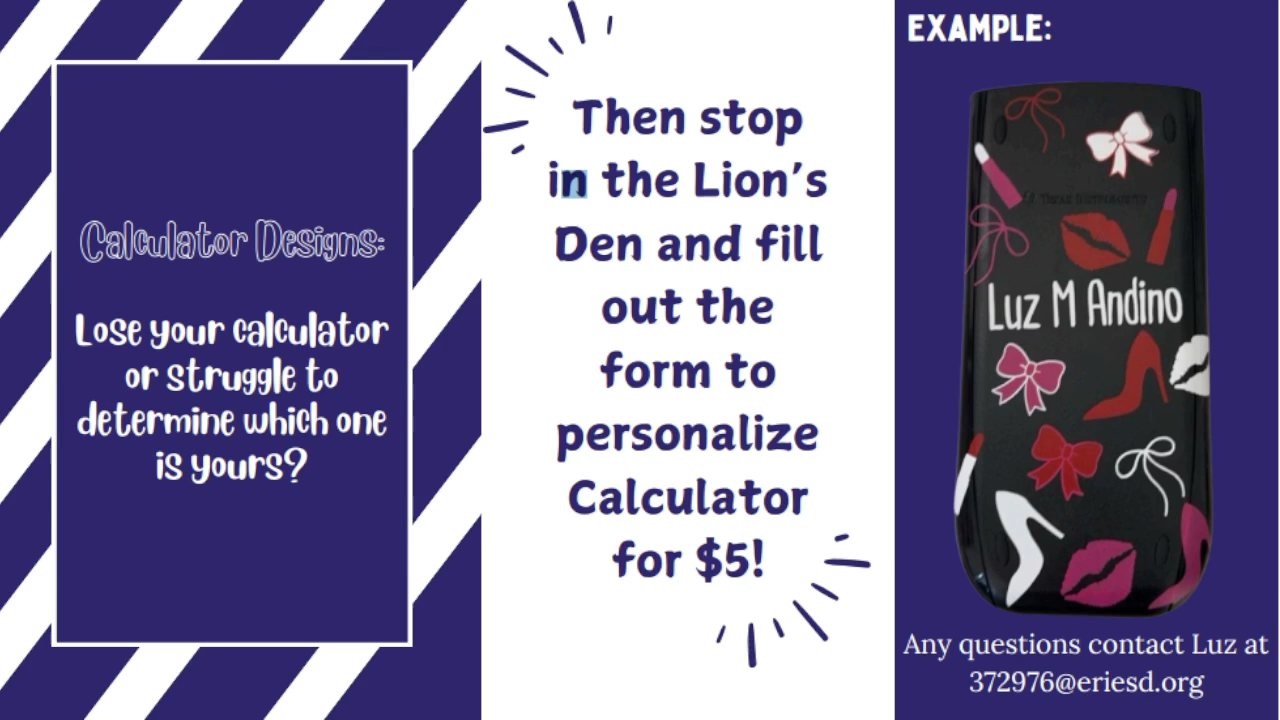 Calculator Designs:
Lose your calculator
or struggle to
determine which one
is yours?
Then stop
in the Lion's
Den and fill
out the
form to
personalize
Calculator
for $5!
EXAMPLE:
Luz M Andino
Any questions contact Luz at
372976@eriesd.org